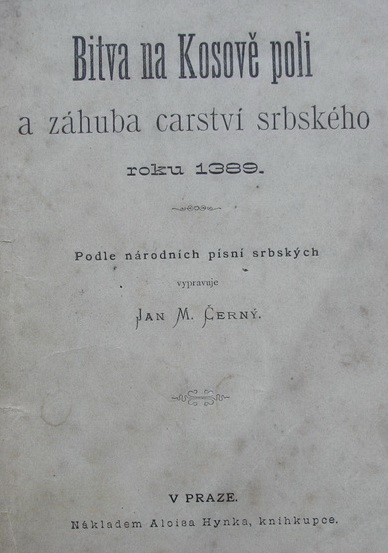 Bitva na Kosově poli
a záhuba carství srbského
roku 1389.
Podle národních písní srbských
vypravuje
Jan M. Černý.
V PRAZE.
Nákladem Aloisa Hynka, knihkupce.